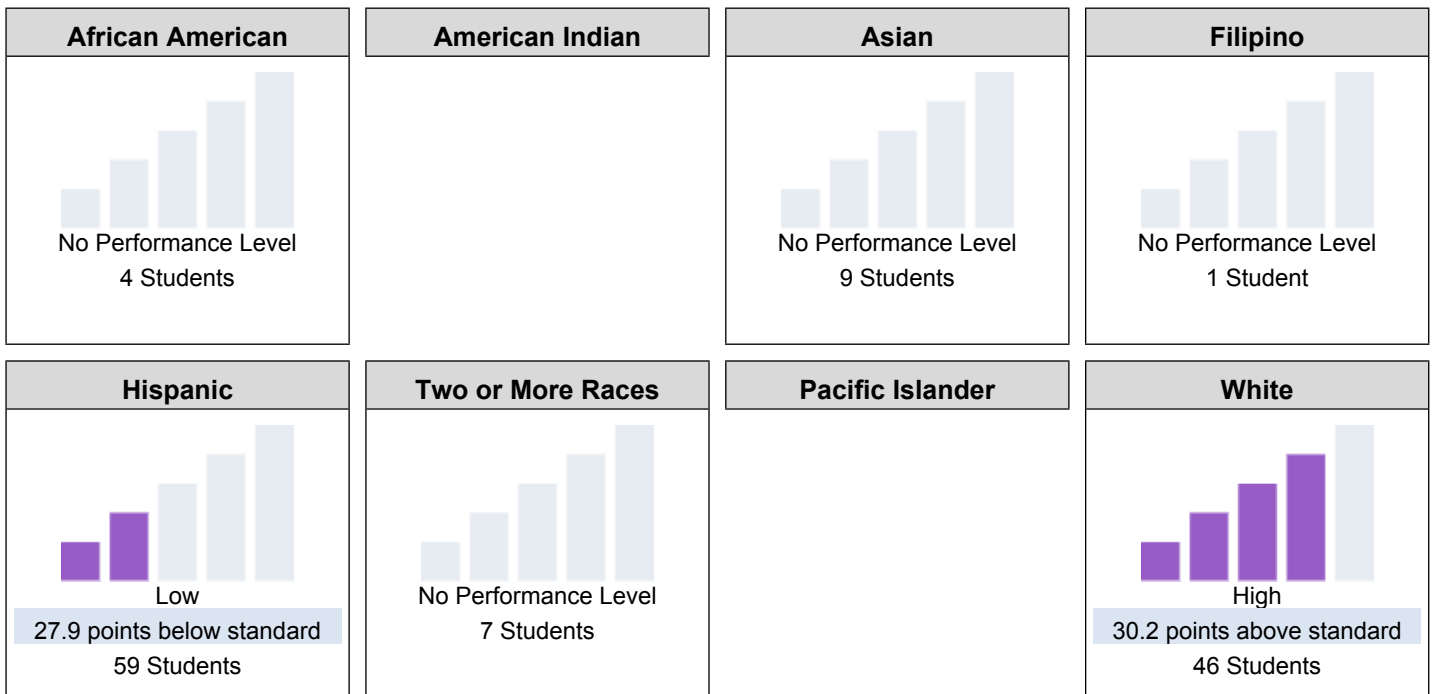 African American
No Performance Level
4 Students
American Indian
Asian
No Performance Level
9 Students
Filipino
No Performance Level
1 Student
Hispanic
Low
27.9 points below standard
59 Students
Two or More Races
No Performance Level
7 Students
Pacific Islander
White
High
30.2 points above standard
46 Students